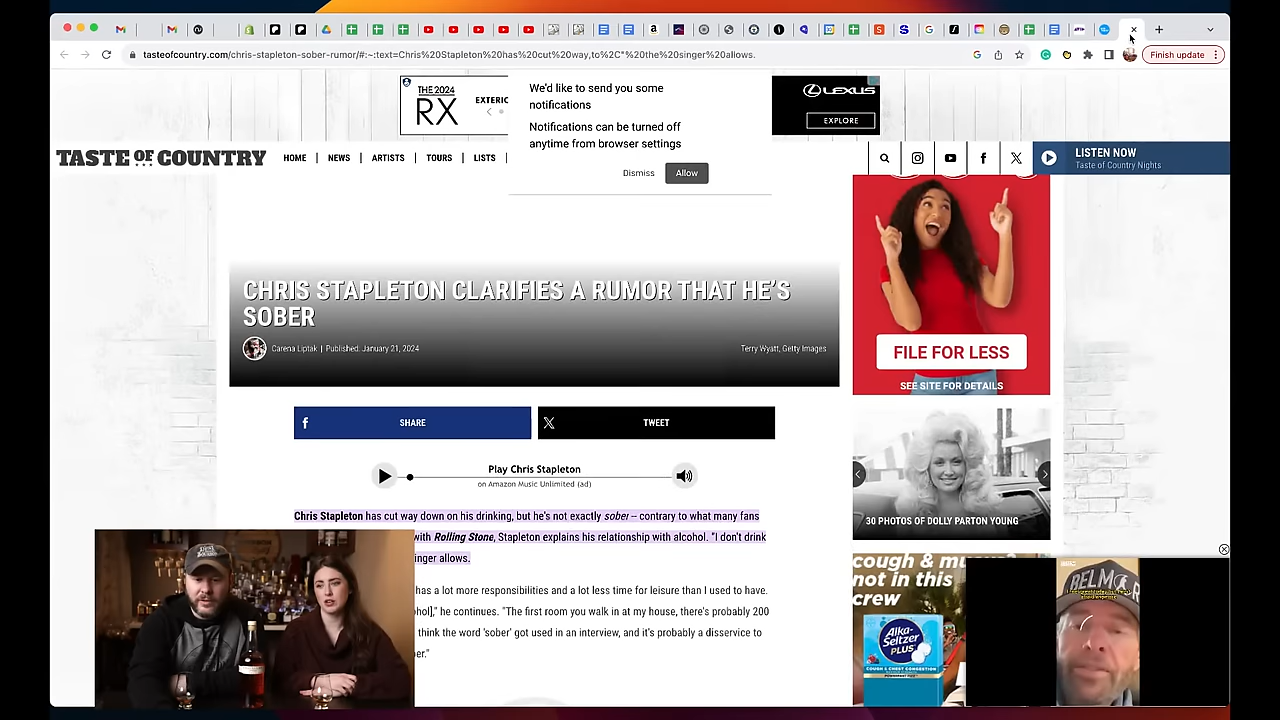 tasteofcountry.com/chris-stapleton-sober-rumor/#:~:text=Chris%20Stapleton%20has%20cut%20way,to%2C*%20the%20singer%20allows.
Finish update
THE 2024
RX
EXTERIO
We'd like to send you some
notifications
Notifications can be turned off
anytime from browser settings
Dismiss
Allow
LEXUS
EXPLORE
TASTE OF COUNTRY
HOME | NEWS | ARTISTS | TOURS | LISTS |
LISTEN NOW
Taste of Country Nights
CHRIS STAPLETON CLARIFIES A RUMOR THAT HE'S
SOBER
Carena Liptak | Published: January 21, 2024
Terry Wyatt, Getty Images
FILE FOR LESS
SEE SITE FOR DETAILS
SHARE
TWEET
Play Chris Stapleton
on Amazon Music Unlimited (ad)
30 PHOTOS OF DOLLY PARTON YOUNG
Chris Stapleton has cut way down on his drinking, but he's not exactly sober – contrary to what many fans
with Rolling Stone, Stapleton explains his relationship with alcohol. "I don't drink
inger allows.
has a lot more responsibilities and a lot less time for leisure than I used to have.
hol]," he continues. "The first room you walk in at my house, there's probably 200
think the word 'sober' got used in an interview, and it's probably a disservice to
er."
cough & mu
not in this
crew
Alka-
Seltzer
PLUS
COUGH & CHEST CONGESTION
BELM